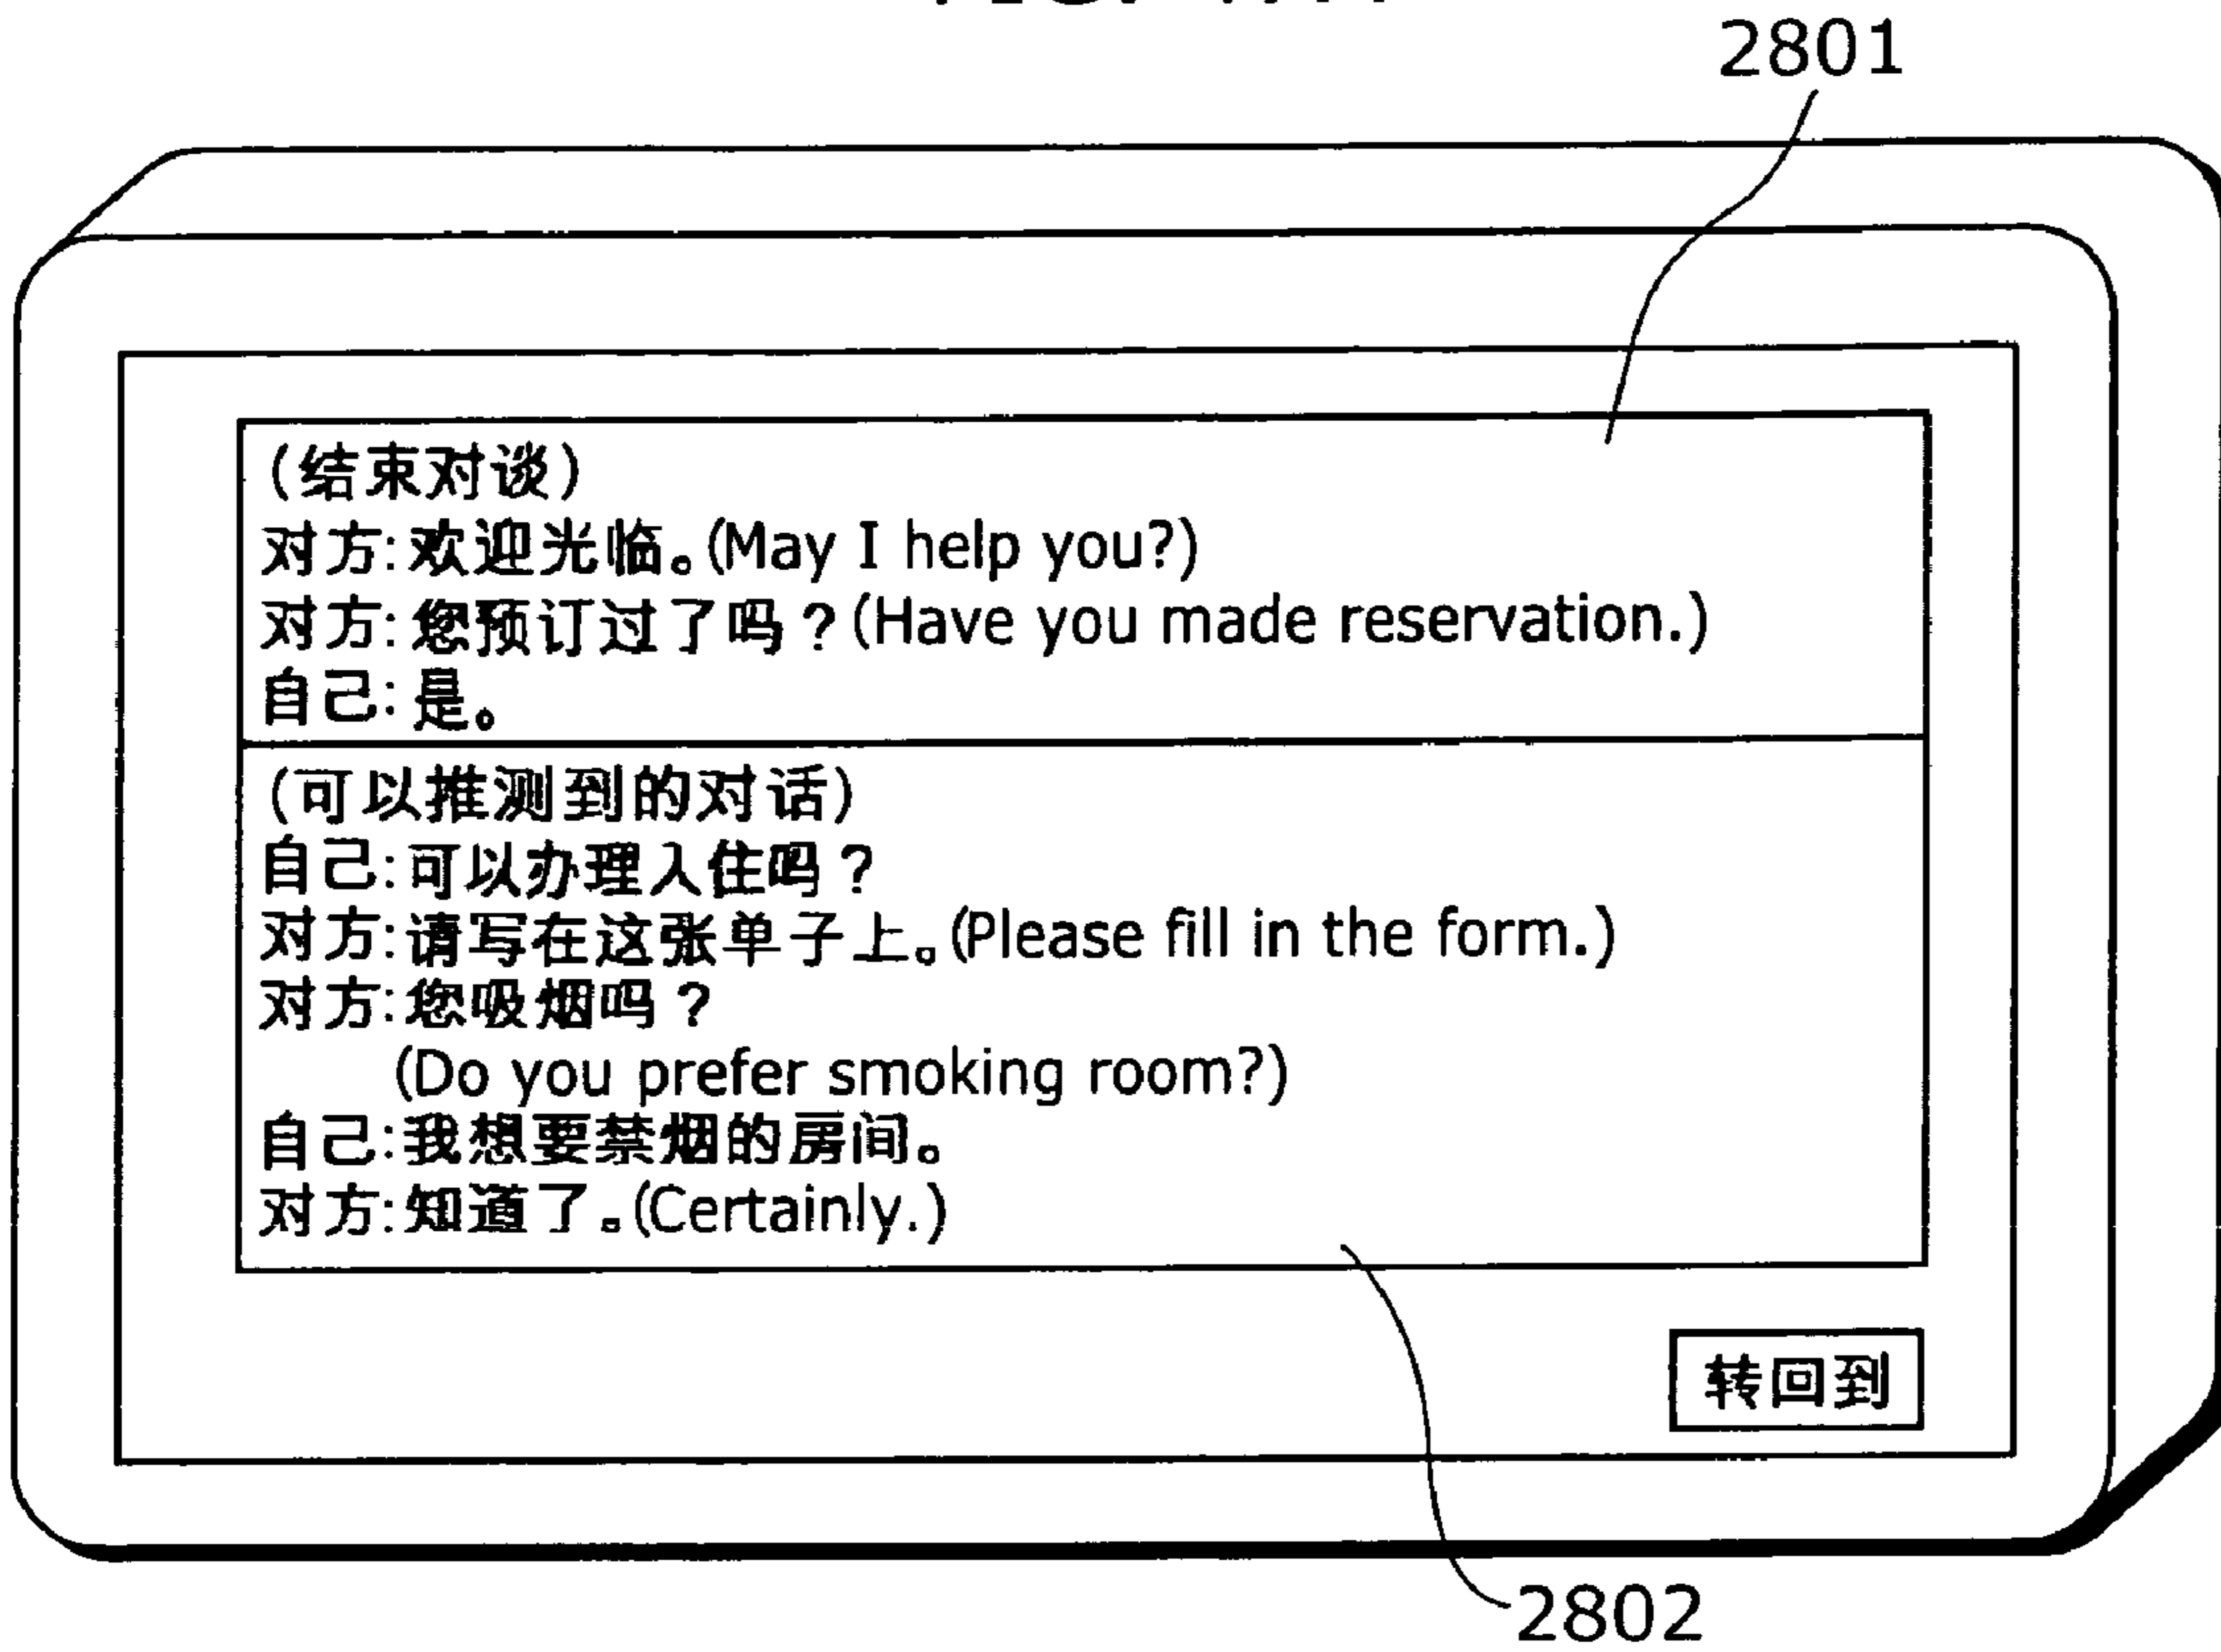 2801
(结束对谈)
对方:欢迎光临。(May I help you?)
对方:您预订过了吗?(Have you made reservation.)
自己:是。
(可以推测到的对话)
自己:可以办理入住吗?
对方:请写在这张单子上。(Please fill in the form.)
对方:您吸烟吗?
(Do you prefer smoking room?)
自己:我想要禁烟的房间。
对方:知道了。(Certainly.)
转回到
2802